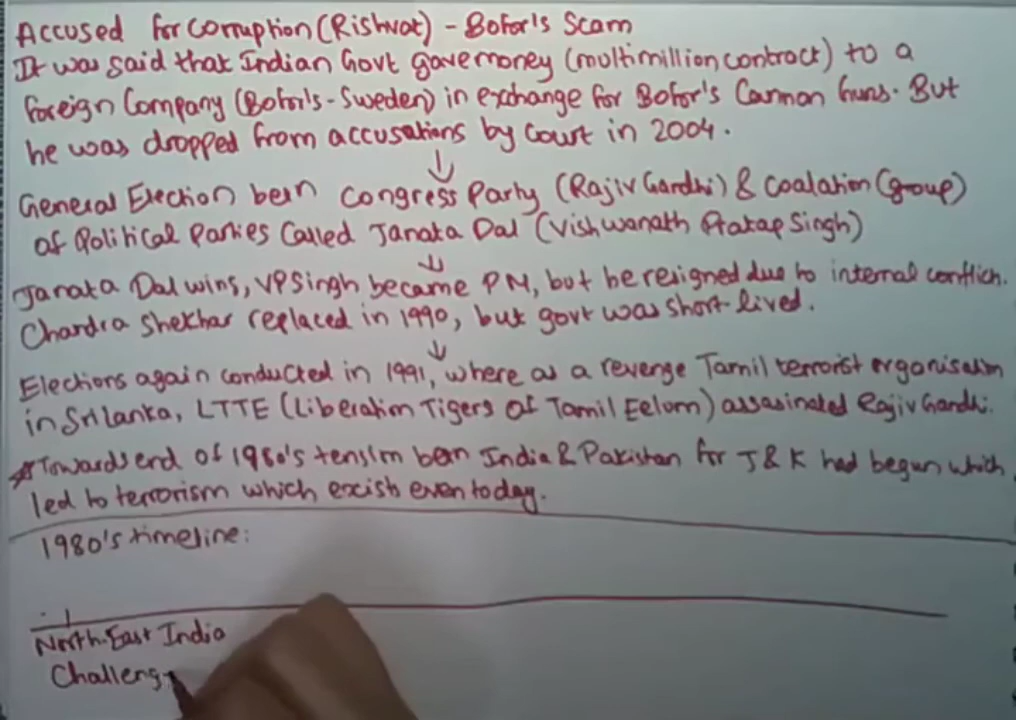 Accused for Corruption (Rishvat) - Bofor's Scam
It was said that Indian Govt gave money (multimillion contract) to a
foreign Company (Bofor's - Sweden) in exchange for Bofor's Cannon Guns. But
he was dropped from accusations by Court in 2004.
↓
General Election betn Congress Party (Rajiv Gandhi) & Coalation (group)
of Political Parties Called Janata Dal (Vishwanath Pratap Singh)
↓
Janata Dal wins, VP Singh became PM, but he resigned due to internal conflict.
Chandra Shekhar replaced in 1990, but govt was short-lived.
↓
Elections again conducted in 1991, where as a revenge Tamil terrorist organisation
in Sri Lanka, LTTE (Liberation Tigers of Tamil Eelam) assasinated Rajiv Gandhi.
Towards end of 1980's tension betn India & Pakistan for J & K had begun which
led to terrorism which exists even today.
1980's timeline:
North-East India
Challeng